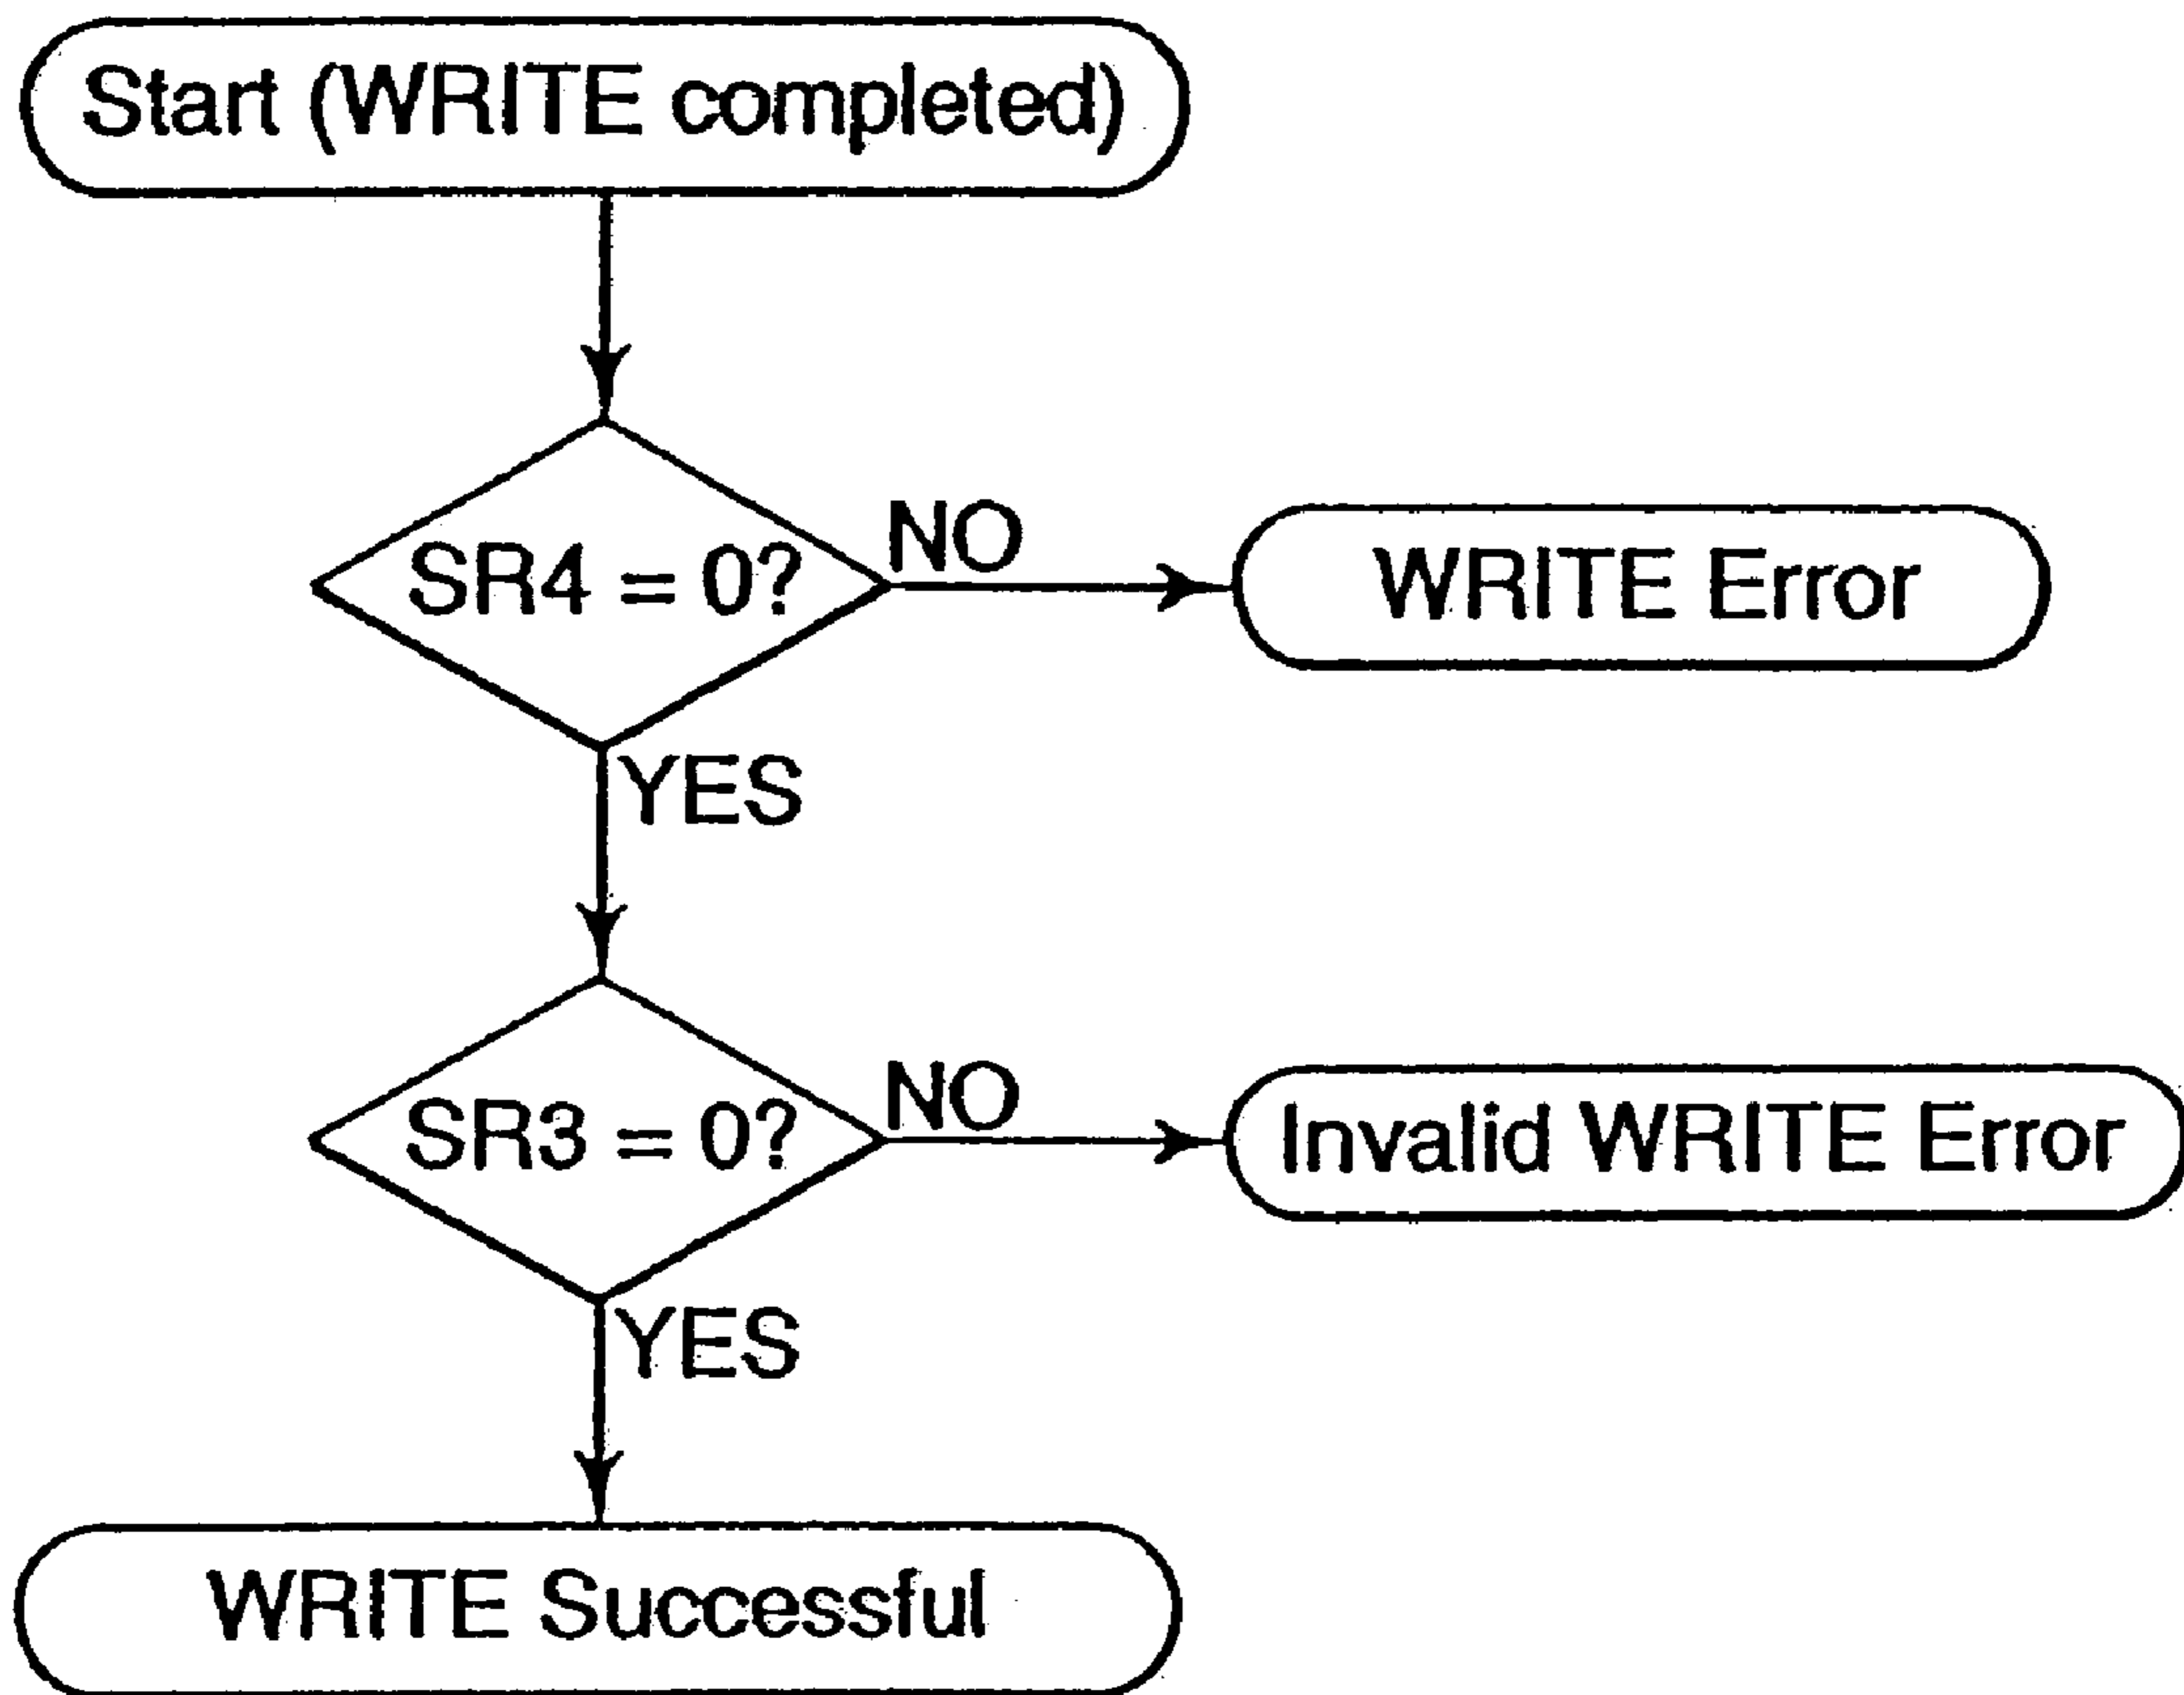 Start (WRITE completed)
SR4 = 0?
NO
WRITE Error
YES
SR3 = 0?
NO
Invalid WRITE Error
YES
WRITE Successful